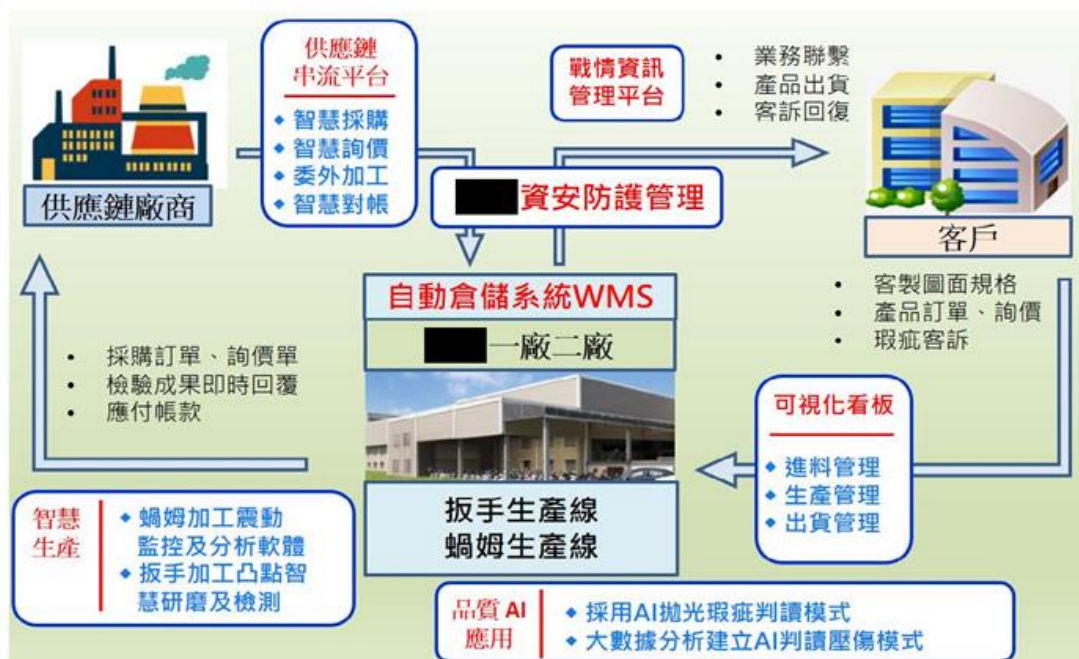 供應鏈
串流平台
智慧採購
智慧詢價
委外加工
智慧對帳
供應鏈廠商
戰情資訊
管理平台
業務聯繫
產品出貨
客訴回復
資安防護管理
客戶
客製圖面規格
產品訂單、詢價
瑕疵客訴
自動倉儲系統WMS
一廠二廠
採購訂單、詢價單
檢驗成果即時回覆
應付帳款
可視化看板
進料管理
生產管理
出貨管理
扳手生產線
蝸姆生產線
智慧
生產
蝸姆加工震動
監控及分析軟體
扳手加工凸點智
慧研磨及檢測
品質 AI
應用
採用AI拋光瑕疵判讀模式
大數據分析建立AI判讀壓傷模式